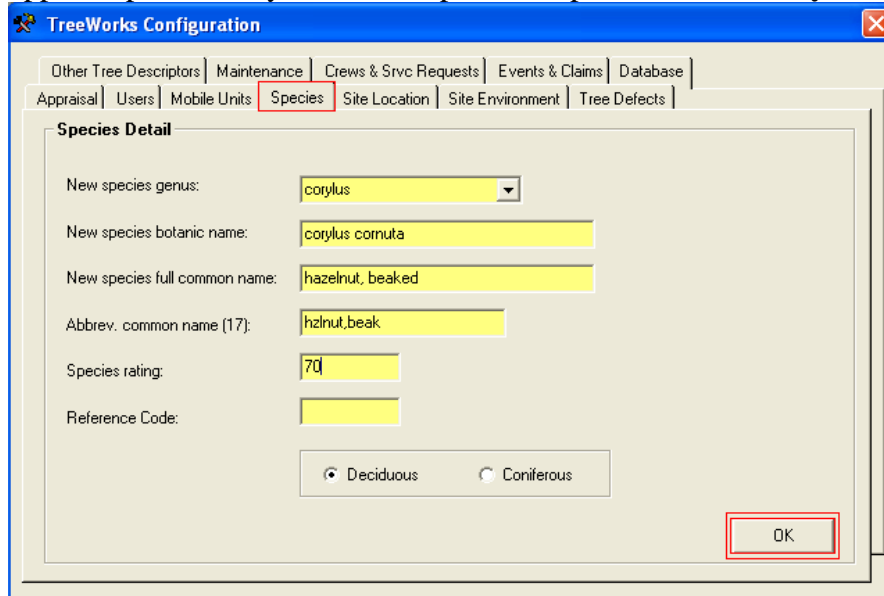 TreeWorks Configuration
Other Tree Descriptors Maintenance Crews & Srvc Requests Events & Claims Database
Appraisal Users Mobile Units Species Site Location Site Environment Tree Defects
Species Detail
New species genus: corylus
New species botanic name: corylus cornuta
New species full common name: hazelnut, beaked
Abbrev. common name (17): hzlnut,beak
Species rating: 70
Reference Code:
Deciduous Coniferous
OK